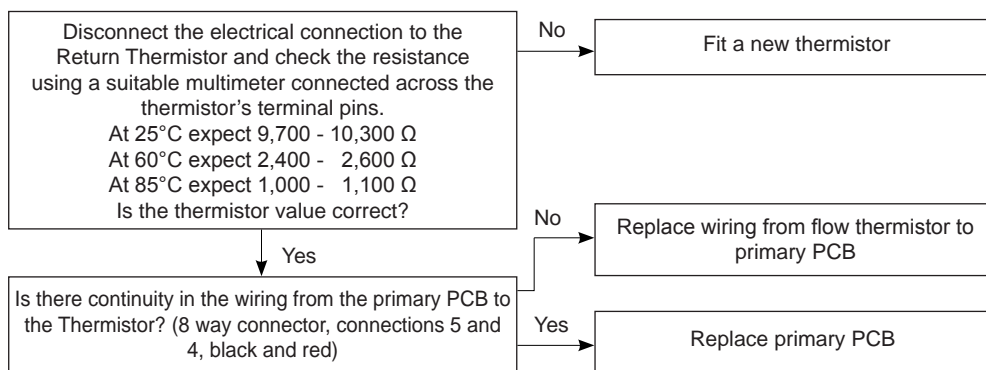 Disconnect the electrical connection to the
Return Thermistor and check the resistance
using a suitable multimeter connected across the
thermistor's terminal pins.
At 25°C expect 9,700 - 10,300 Ω
At 60°C expect 2,400 - 2,600 Ω
At 85°C expect 1,000 - 1,100 Ω
Is the thermistor value correct?
No
Fit a new thermistor
Yes
Is there continuity in the wiring from the primary PCB to
the Thermistor? (8 way connector, connections 5 and
4, black and red)
No
Replace wiring from flow thermistor to
primary PCB
Yes
Replace primary PCB